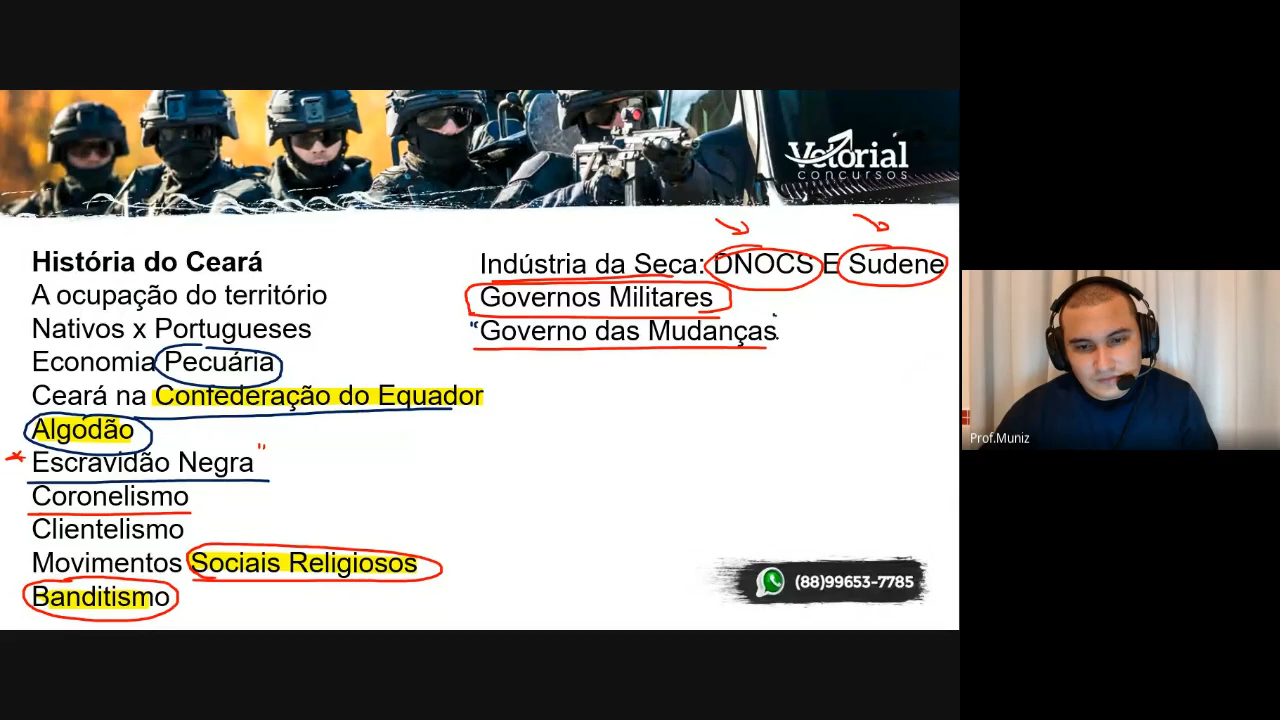 Vetorial
concursos
História do Ceará
A ocupação do território
Nativos x Portugueses
Economia Pecuária
Ceará na Confederação do Equador
Algodão
Escravidão Negra
Coronelismo
Clientelismo
Movimentos Sociais Religiosos
Banditismo
Indústria da Seca: DNOCS E Sudene
Governos Militares
"Governo das Mudanças"
(88)99653-7785
Prof.Muniz